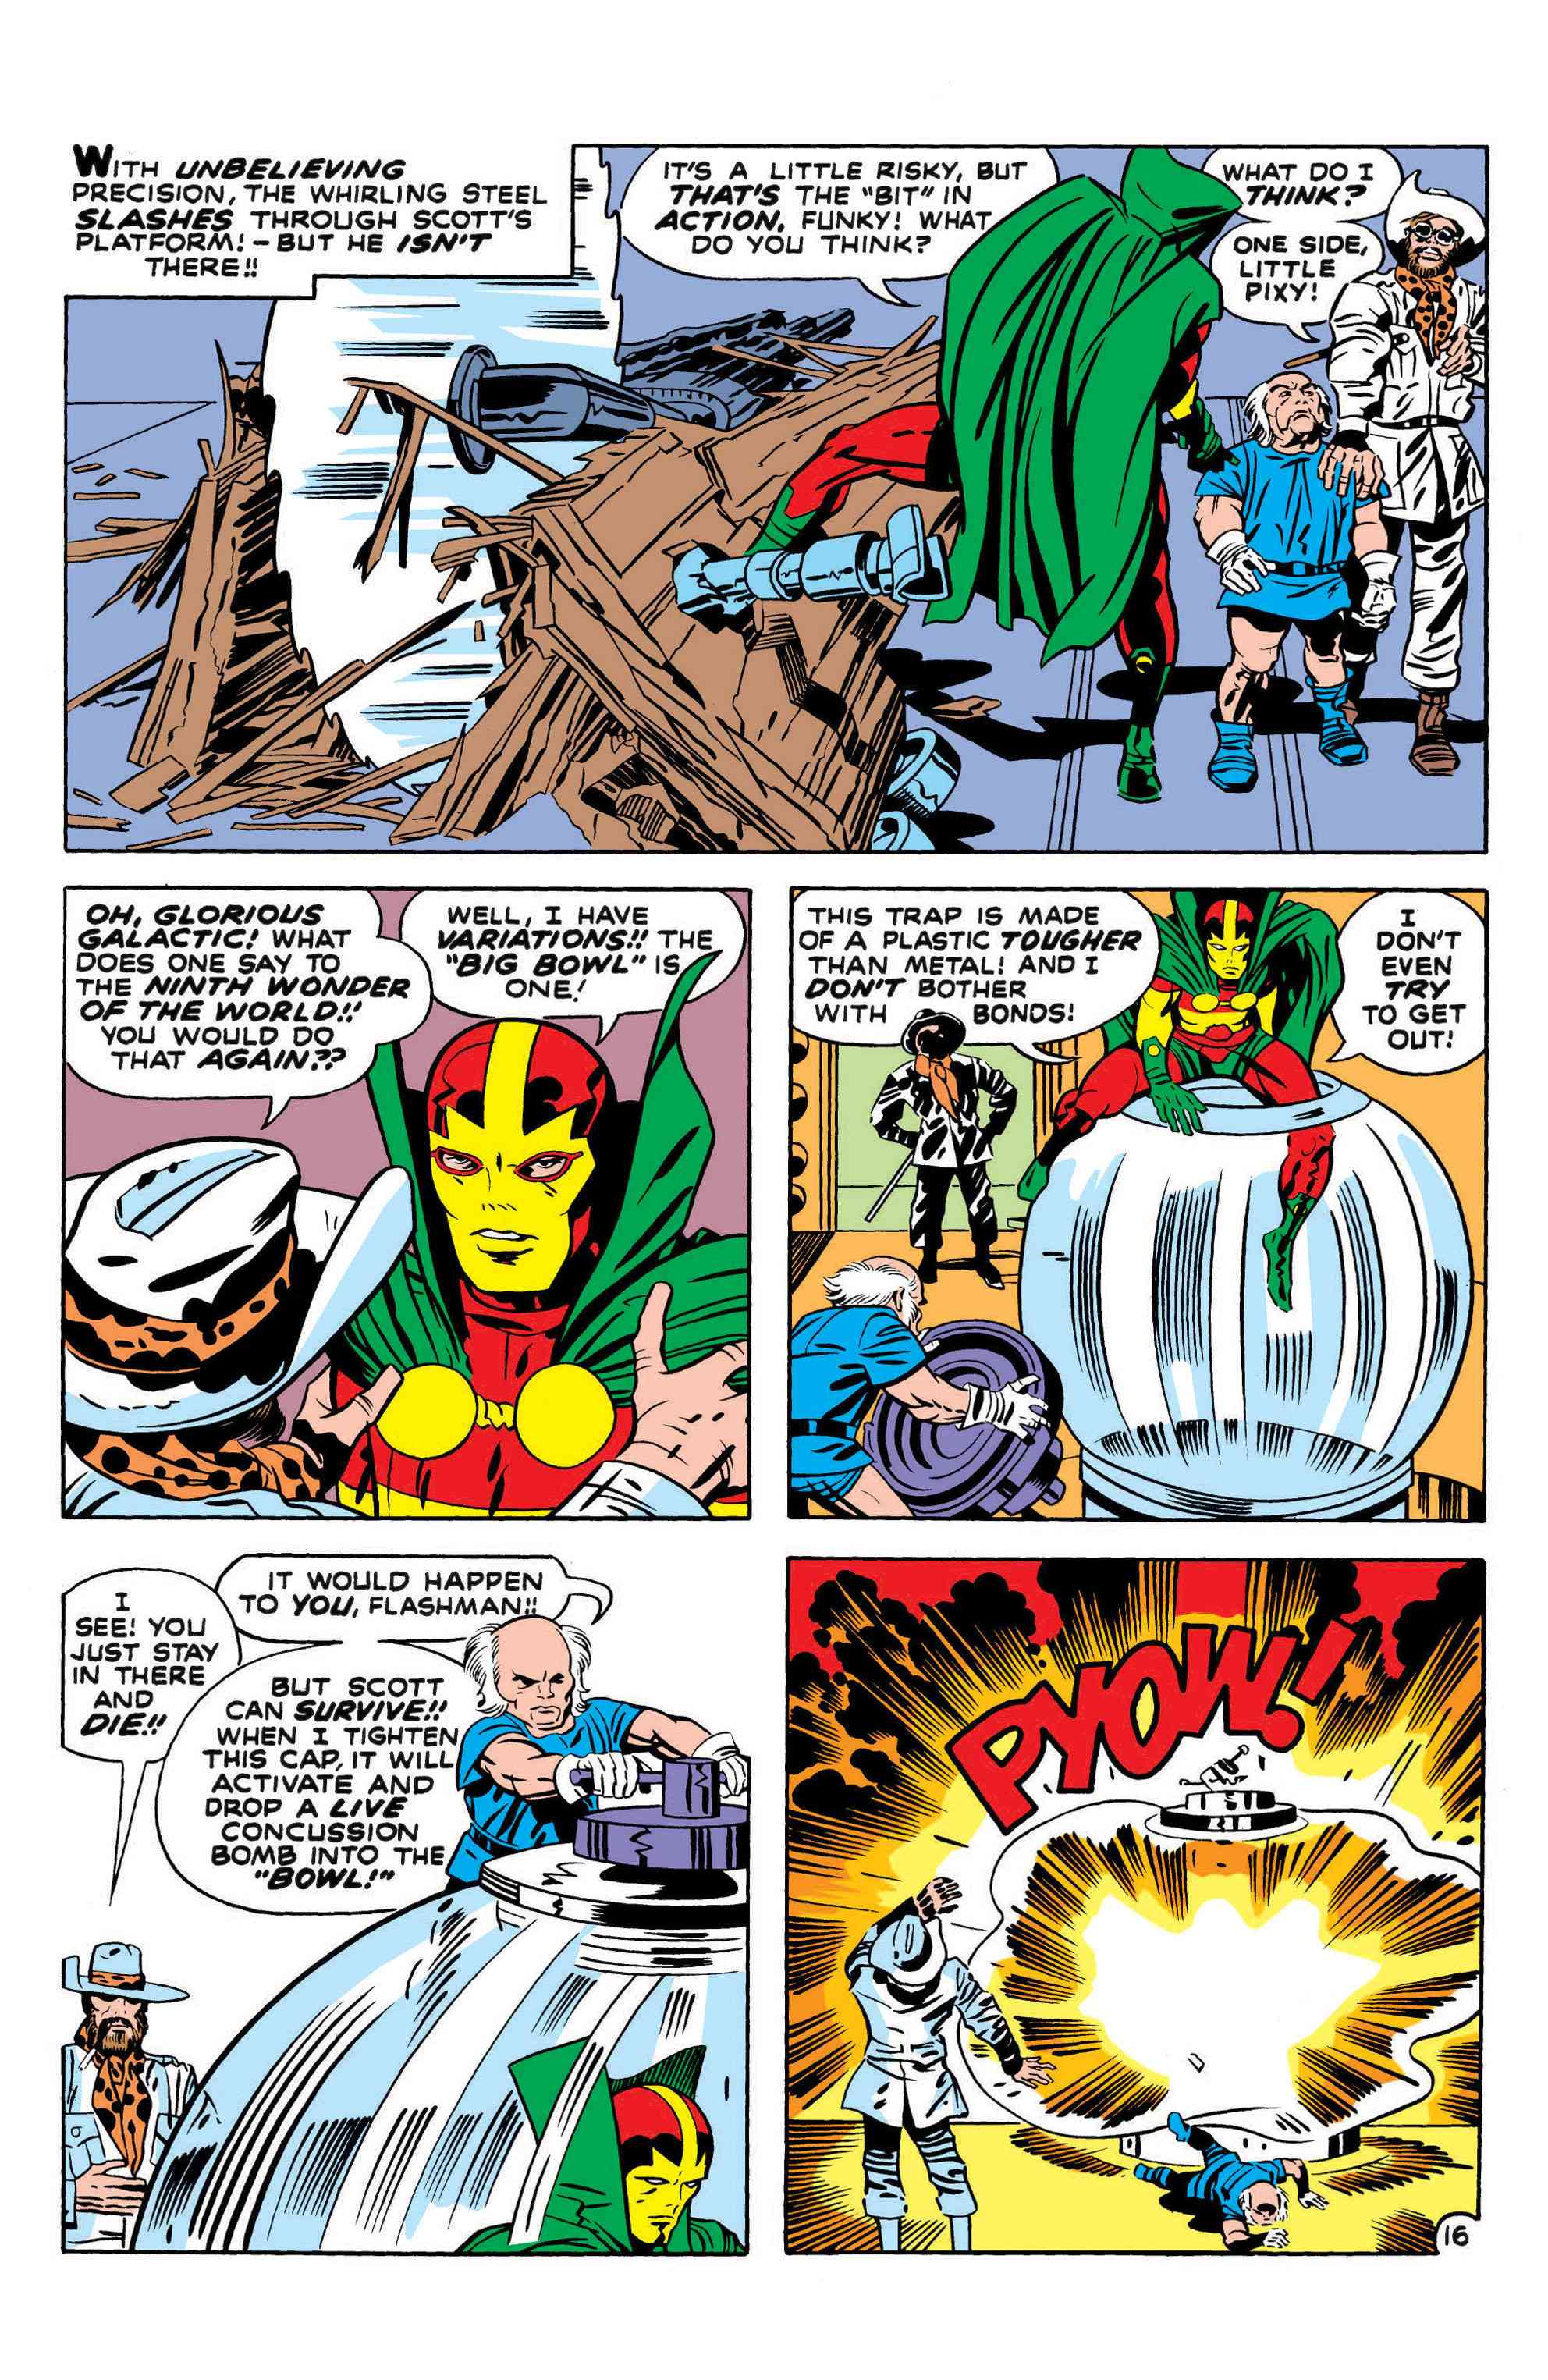 WITH UNBELIEVING
PRECISION, THE WHIRLING STEEL
SLASHES THROUGH SCOTT'S
PLATFORM! - BUT HE ISN'T
THERE!!
IT'S A LITTLE RISKY, BUT
THAT'S THE "BIT" IN
ACTION, FUNKY! WHAT
DO YOU THINK?
WHAT DO I
THINK?
ONE SIDE,
LITTLE
PIXY!
OH, GLORIOUS
GALACTIC! WHAT
DOES ONE SAY TO
THE NINTH WONDER
OF THE WORLD!!
YOU WOULD DO
THAT AGAIN??
WELL, I HAVE
VARIATIONS!! THE
"BIG BOWL" IS
ONE!
THIS TRAP IS MADE
OF A PLASTIC TOUGHER
THAN METAL! AND I
DON'T BOTHER
WITH BONDS!
I
DON'T
EVEN
TRY
TO GET
OUT!
I
SEE! YOU
JUST STAY
IN THERE
AND
DIE!!
IT WOULD HAPPEN
TO YOU, FLASHMAN!!
BUT SCOTT
CAN SURVIVE!!
WHEN I TIGHTEN
THIS CAP, IT WILL
ACTIVATE AND
DROP A LIVE
CONCUSSION
BOMB INTO THE
"BOWL!"
PYOW!
16